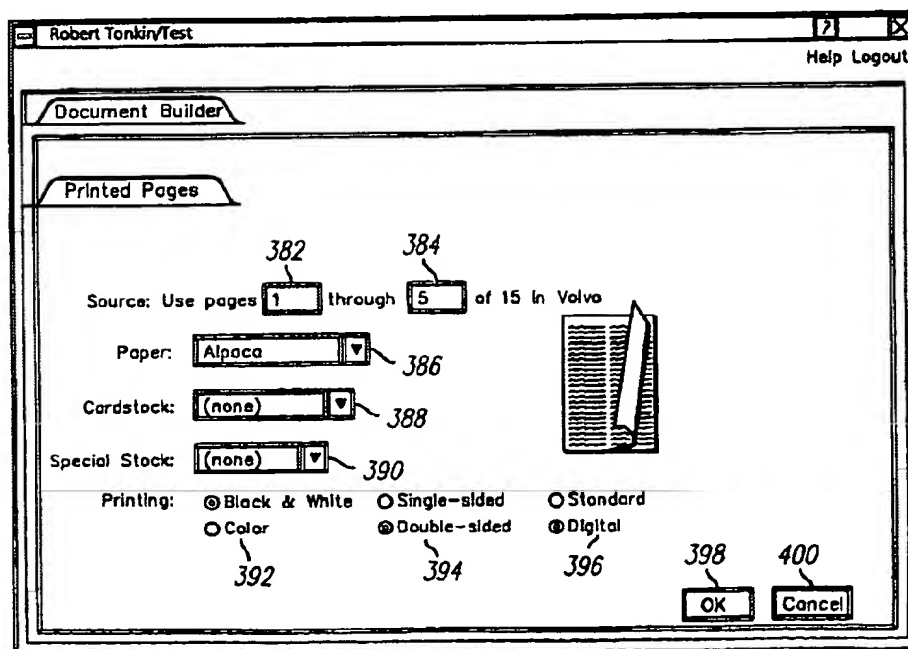 Robert Tonkin/Test ?
Help Logout
Document Builder
Printed Pages
382 384
Source: Use pages 1 through 5 of 15 In Volvo
Paper: Alpaca
386
Cardstock: (none)
388
Special Stock: (none)
390
Printing: Black & White Single-sided Standard
Color Double-sided Digital
392 394 396 398 400
OK Cancel